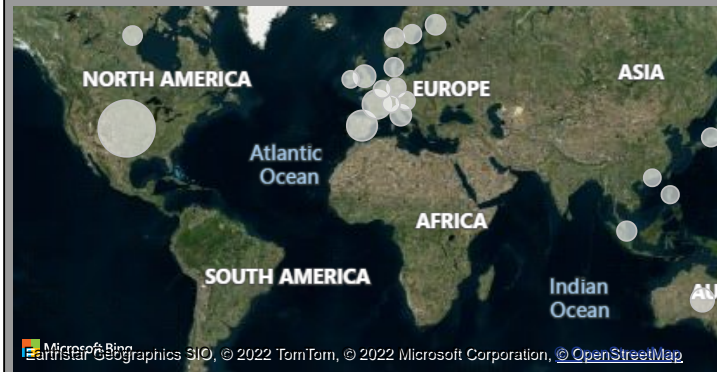 NORTH AMERICA
EUROPE
ASIA
Atlantic
Ocean
AFRICA
SOUTH AMERICA
Indian
Ocean
AU
Microsoft Bing
Earthstar Geographics SIO, © 2022 TomTom, © 2022 Microsoft Corporation, © OpenStreetMap